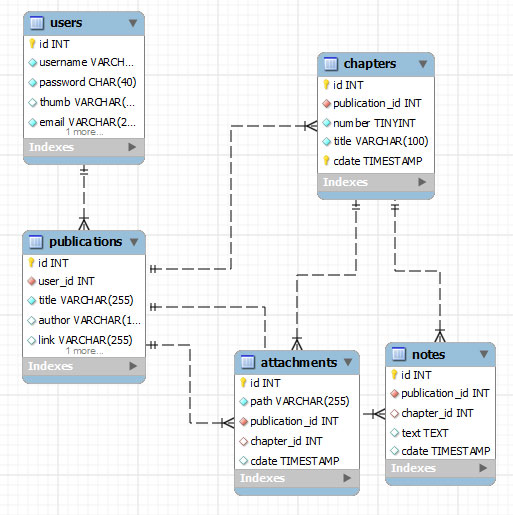 users
id INT
username VARCH...
password CHAR(40)
thumb VARCHAR(...
email VARCHAR(2...
1 more...
Indexes
chapters
id INT
publication_id INT
number TINYINT
title VARCHAR(100)
cdate TIMESTAMP
Indexes
publications
id INT
user_id INT
title VARCHAR(255)
author VARCHAR(1...
link VARCHAR(255)
1 more...
Indexes
attachments
id INT
path VARCHAR(255)
publication_id INT
chapter_id INT
cdate TIMESTAMP
Indexes
notes
id INT
publication_id INT
chapter_id INT
text TEXT
cdate TIMESTAMP
Indexes